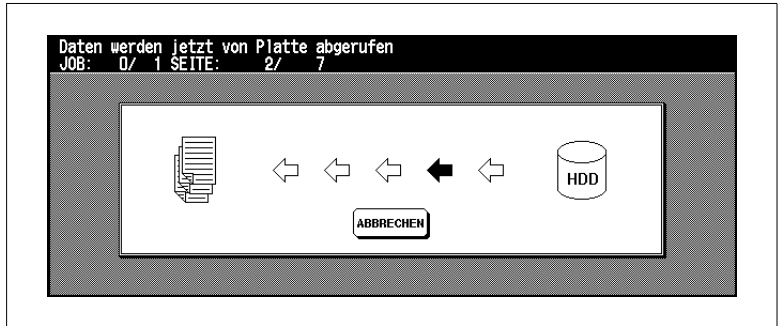 Daten werden jetzt von Platte abgerufen
JOB: 0/ 1 SEITE: 2/ 7
HDD
ABBRECHEN